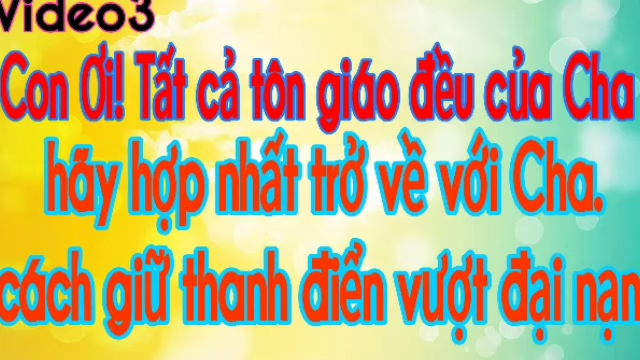 Video3
Con Ơi! Tất cả tôn giáo đều của Cha
hãy hợp nhất trở về với Cha.
cách giữ thanh điển vượt đại nạn